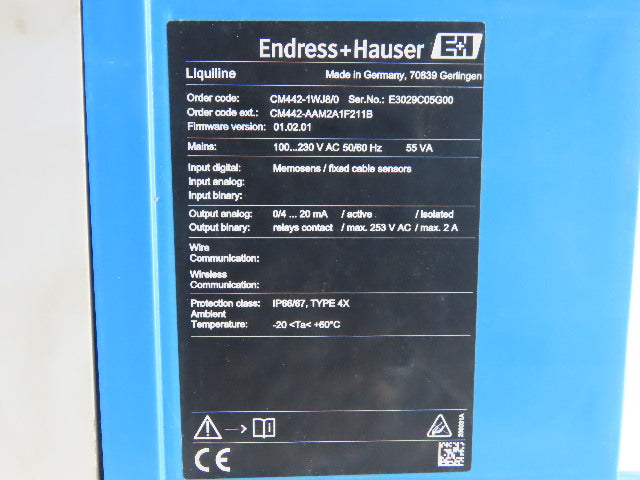 Endress+Hauser E+H
Liquiline Made in Germany, 70839 Gerlingen
Order code: CM442-1WJ8/0 Ser.No.: E3029C05G00
Order code ext.: CM442-AAM2A1F211B
Firmware version: 01.02.01
Mains: 100...230 V AC 50/60 Hz 55 VA
Input digital: Memosens / fixed cable sensors
Input analog:
Input binary:
Output analog: 0/4 ... 20 mA / active / isolated
Output binary: relays contact / max. 253 V AC / max. 2 A
Wire
Communication:
Wireless
Communication:
Protection class: IP66/67, TYPE 4X
Ambient
Temperature: -20 <Ta< +60°C
CE